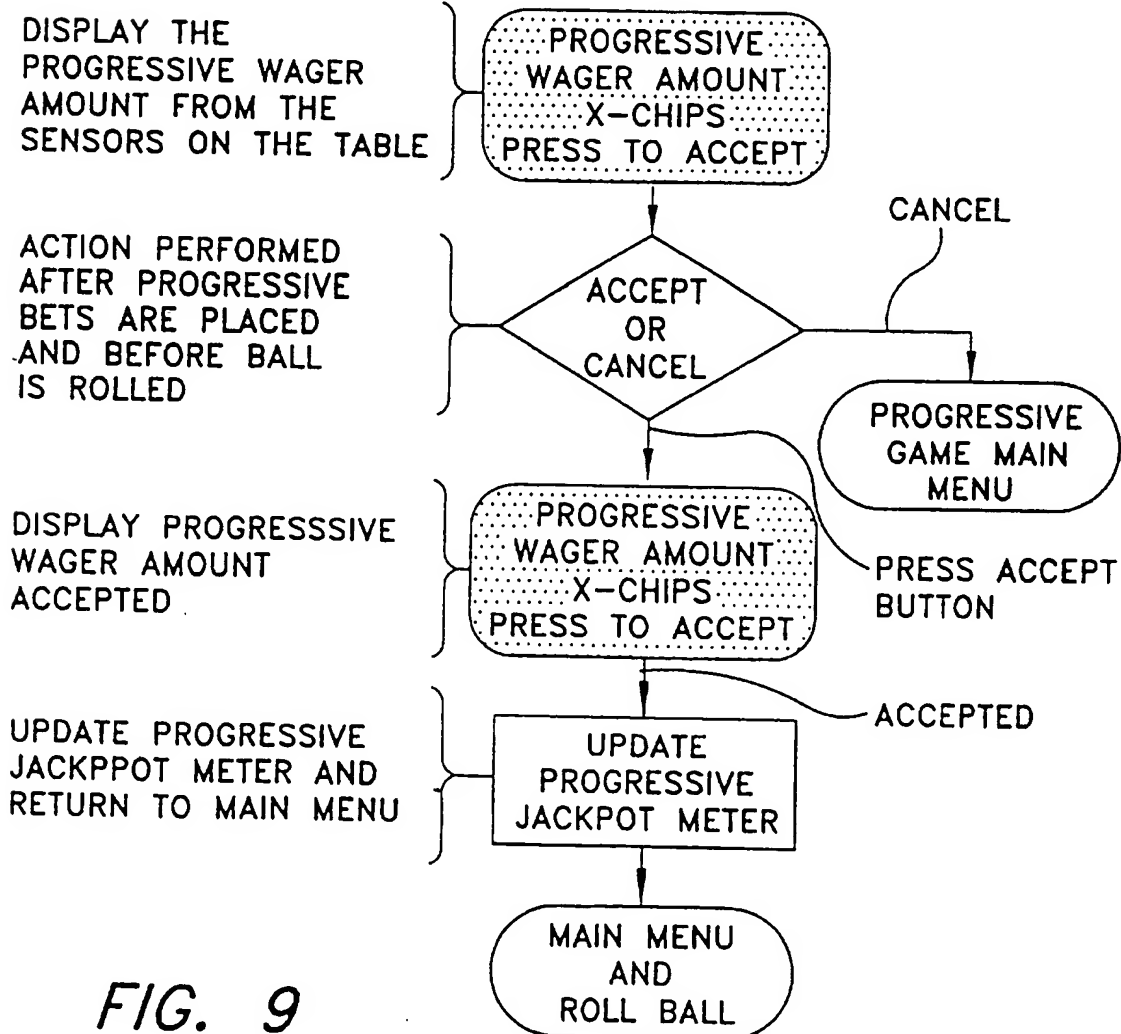 DISPLAY THE
PROGRESSIVE WAGER
AMOUNT FROM THE
SENSORS ON THE TABLE
PROGRESSIVE
WAGER AMOUNT
X-CHIPS
PRESS TO ACCEPT
CANCEL
ACTION PERFORMED
AFTER PROGRESSIVE
BETS ARE PLACED
AND BEFORE BALL
IS ROLLED
ACCEPT
OR
CANCEL
PROGRESSIVE
GAME MAIN
MENU
DISPLAY PROGRESSSIVE
WAGER AMOUNT
ACCEPTED
PROGRESSIVE
WAGER AMOUNT
X-CHIPS
PRESS TO ACCEPT
PRESS ACCEPT
BUTTON
ACCEPTED
UPDATE PROGRESSIVE
JACKPPOT METER AND
RETURN TO MAIN MENU
UPDATE
PROGRESSIVE
JACKPOT METER
MAIN MENU
AND
ROLL BALL
FIG. 9